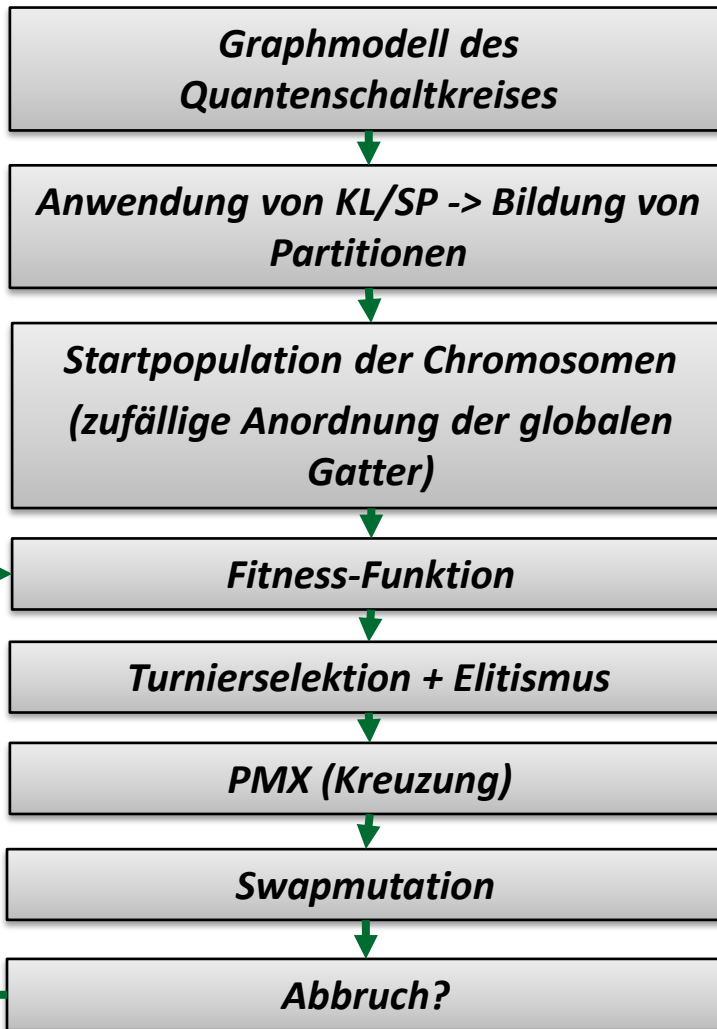 Graphmodell des
Quantenschaltkreises
Anwendung von KL/SP -> Bildung von
Partitionen
Startpopulation der Chromosomen
(zufällige Anordnung der globalen
Gatter)
Fitness-Funktion
Turnierselektion + Elitismus
PMX (Kreuzung)
Swapmutation
Abbruch?